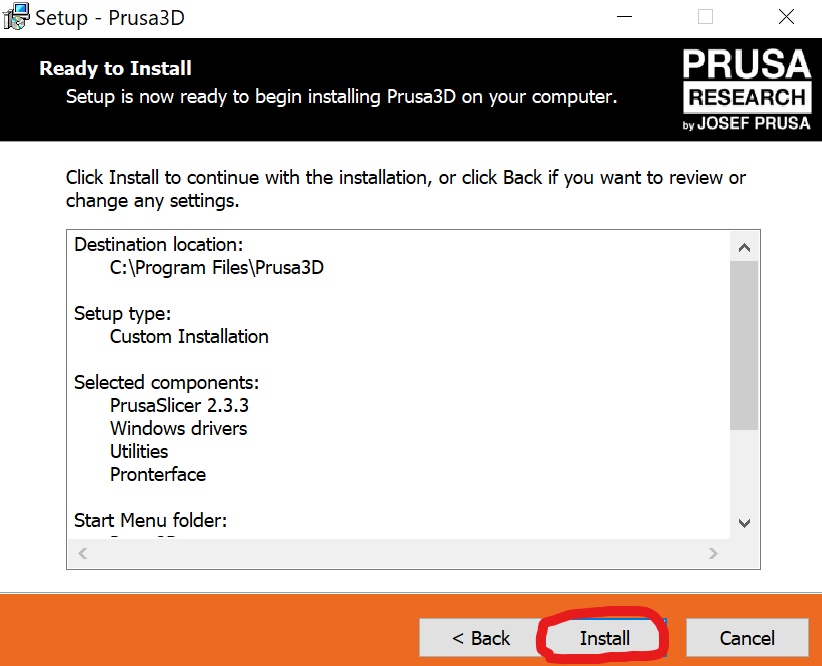 Setup - Prusa3D
Ready to Install
Setup is now ready to begin installing Prusa3D on your computer.
PRUSA
RESEARCH
by JOSEF PRUSA
Click Install to continue with the installation, or click Back if you want to review or
change any settings.
Destination location:
C:\Program Files\Prusa3D
Setup type:
Custom Installation
Selected components:
PrusaSlicer 2.3.3
Windows drivers
Utilities
Pronterface
Start Menu folder:
< Back
Install
Cancel